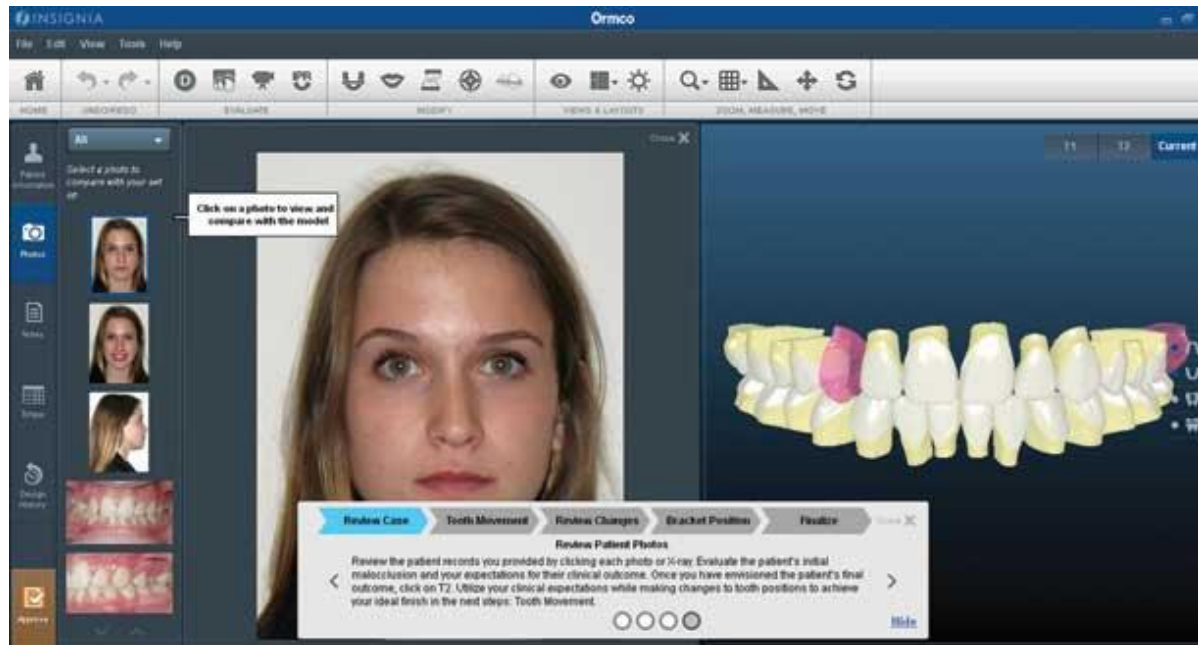 INSIGNIA
Ormco
File Edit View Tools Help
HOME
UNDO/REDO
EVALUATE
MODIFY
VIEWS & LAYOUTS
ZOOM, MEASURE, MOVE
IPR
Patient
Information
Photos
Notes
Design
History
Approve
All
Select a photo to
compare with your set
Click on a photo to view and
compare with the model
Close X
T1 T2 Current
Review Case Tooth Movement Review Changes Bracket Position Finalize Close X
Review Patient Photos
Review the patient records you provided by clicking each photo or X-ray. Evaluate the patient's initial
malocclusion and your expectations for their clinical outcome. Once you have envisioned the patient's final
outcome, click on T2. Utilize your clinical expectations while making changes to tooth positions to achieve
your ideal finish in the next steps: Tooth Movement.
Hide